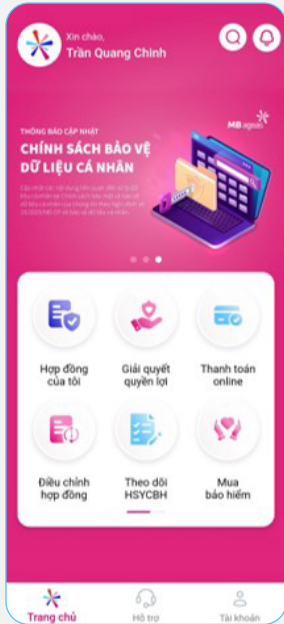 Xin chào,
Trần Quang Chinh
MB ageas
THÔNG BÁO CẬP NHẬT
CHÍNH SÁCH BẢO VỆ
DỮ LIỆU CÁ NHÂN
Hợp đồng
của tôi
Giải quyết
quyền lợi
Thanh toán
online
Điều chỉnh
hợp đồng
Theo dõi
HSYCBH
Mua
bảo hiểm
Trang chủ
Hỗ trợ
Tài khoản